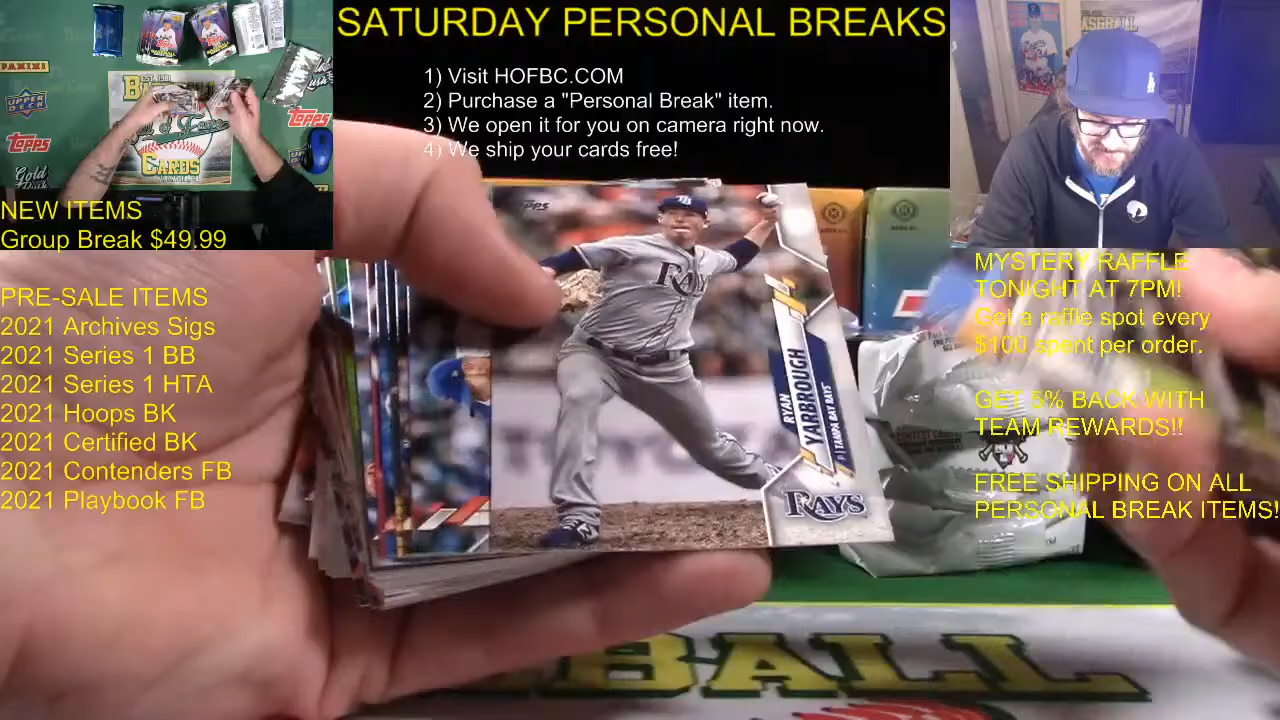 SATURDAY PERSONAL BREAKS
1) Visit HOFBC.COM
2) Purchase a "Personal Break" item.
3) We open it for you on camera right now.
4) We ship your cards free!
PANINI
UPPER DECK
topps
Gold
EST. 1981
Hall of Fame
CARDS
topps
NEW ITEMS
Group Break $49.99
PRE-SALE ITEMS
2021 Archives Sigs
2021 Series 1 BB
2021 Series 1 HTA
2021 Hoops BK
2021 Certified BK
2021 Contenders FB
2021 Playbook FB
BASEBALL
MYSTERY RAFFLE
TONIGHT AT 7PM!
Get a raffle spot every
$100 spent per order.
GET 5% BACK WITH
TEAM REWARDS!!
FREE SHIPPING ON ALL
PERSONAL BREAK ITEMS!
TB
RAYS
RYAN
YARBROUGH
P | TAMPA BAY RAYS
RAYS
BALL